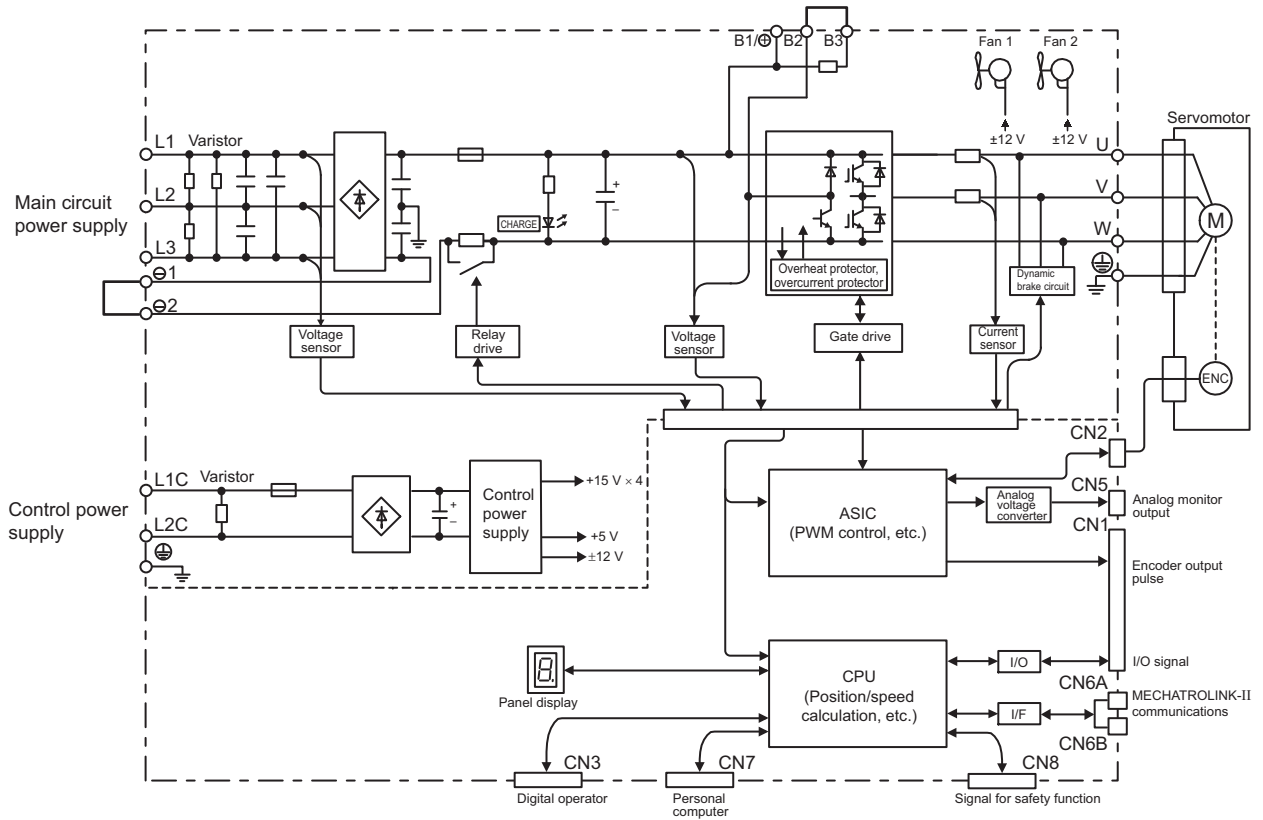 B1/⊕ B2 B3
Fan 1 Fan 2
±12 V ±12 V
Servomotor
Main circuit
power supply
L1 Varistor
L2
L3
⊖1
⊖2
CHARGE
+
–
Overheat protector,
overcurrent protector
U
V
W
M
Dynamic
brake circuit
Voltage
sensor
Relay
drive
Voltage
sensor
Gate drive
Current
sensor
ENC
Control power
supply
L1C Varistor
L2C
+
–
Control
power
supply
+15 V × 4
+5 V
±12 V
ASIC
(PWM control, etc.)
Analog
voltage
converter
CN2
CN5
Analog monitor
output
CN1
Encoder output
pulse
I/O signal
Panel display
8.
CPU
(Position/speed
calculation, etc.)
I/O
I/F
CN6A
MECHATROLINK-II
communications
CN6B
CN3
Digital operator
CN7
Personal
computer
CN8
Signal for safety function